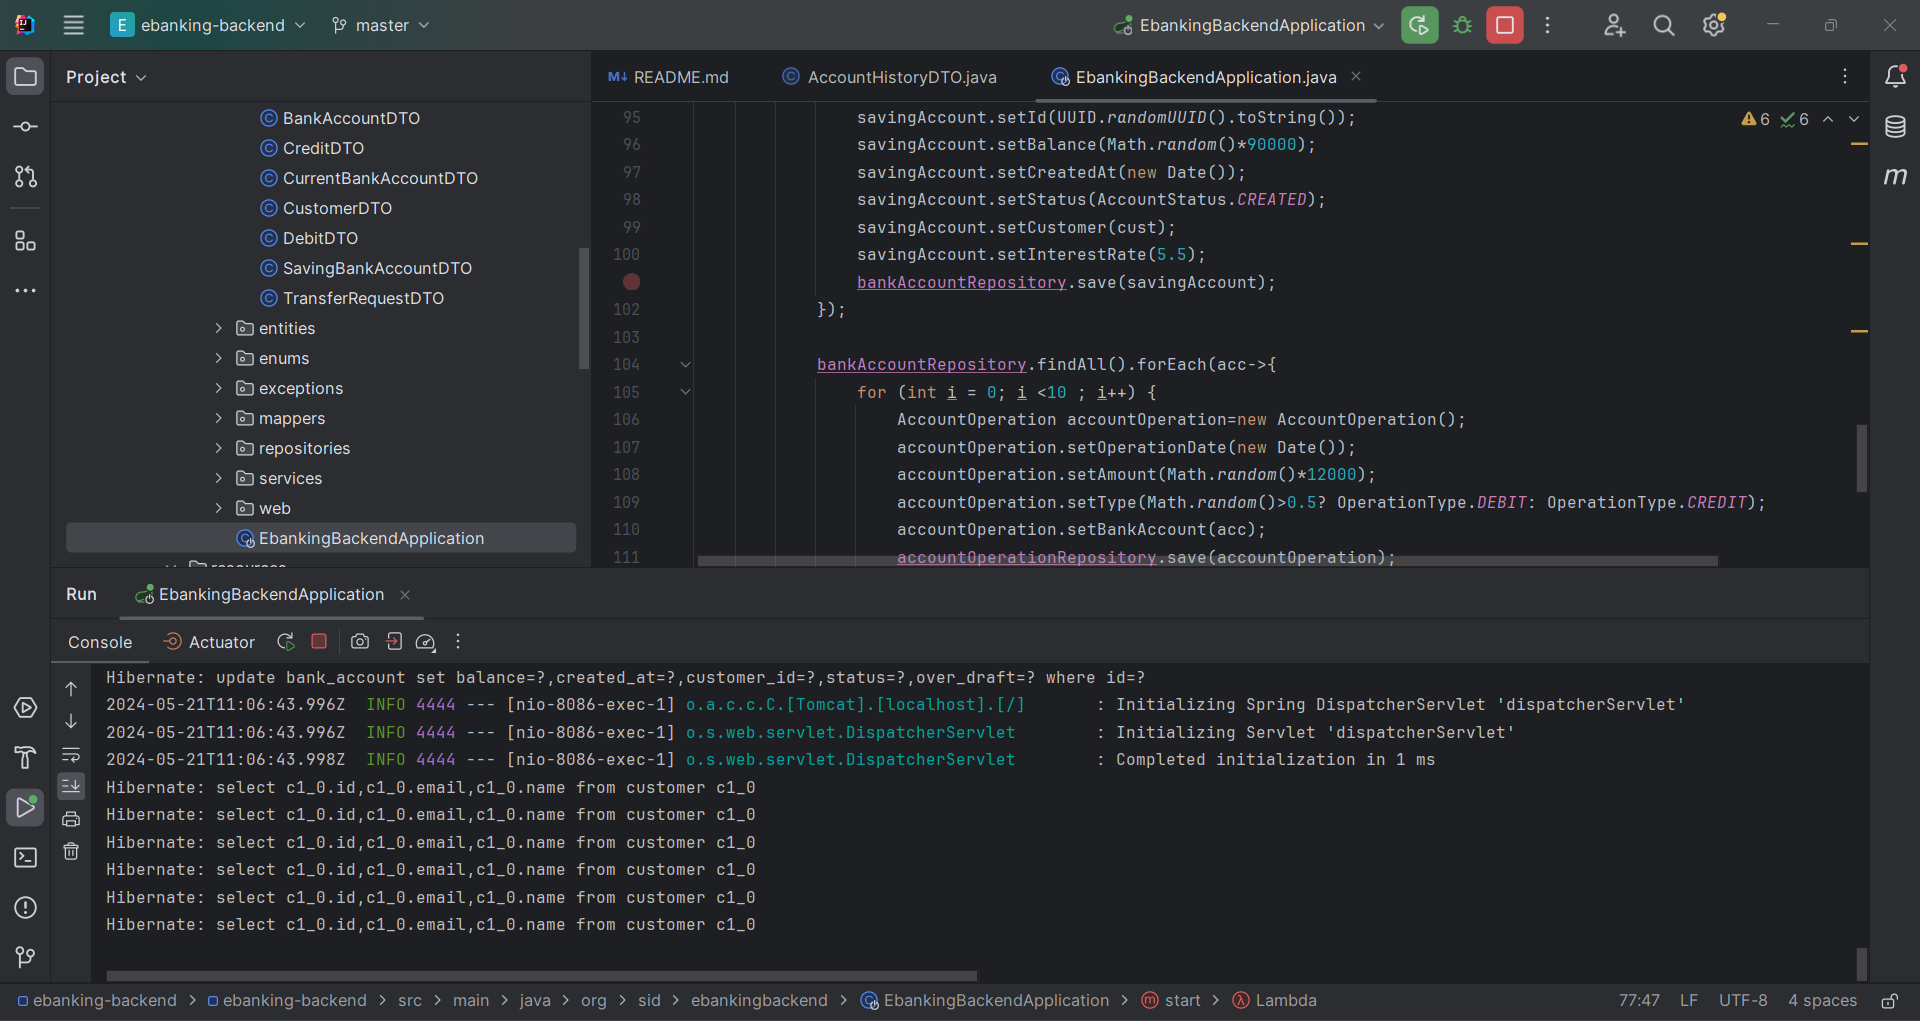 E ebanking-backend master EbankingBackendApplication
Project
README.md AccountHistoryDTO.java EbankingBackendApplication.java
BankAccountDTO
CreditDTO
CurrentBankAccountDTO
CustomerDTO
DebitDTO
SavingBankAccountDTO
TransferRequestDTO
entities
enums
exceptions
mappers
repositories
services
web
EbankingBackendApplication
resources
6 6
95 savingAccount.setId(UUID.randomUUID().toString());
96 savingAccount.setBalance(Math.random()*90000);
97 savingAccount.setCreatedAt(new Date());
98 savingAccount.setStatus(AccountStatus.CREATED);
99 savingAccount.setCustomer(cust);
100 savingAccount.setInterestRate(5.5);
bankAccountRepository.save(savingAccount);
102 });
103
104 bankAccountRepository.findAll().forEach(acc->{
105 for (int i = 0; i <10 ; i++) {
106 AccountOperation accountOperation=new AccountOperation();
107 accountOperation.setOperationDate(new Date());
108 accountOperation.setAmount(Math.random()*12000);
109 accountOperation.setType(Math.random()>0.5? OperationType.DEBIT: OperationType.CREDIT);
110 accountOperation.setBankAccount(acc);
111 accountOperationRepository.save(accountOperation);
Run EbankingBackendApplication
Console Actuator
Hibernate: update bank_account set balance=?,created_at=?,customer_id=?,status=?,over_draft=? where id=?
2024-05-21T11:06:43.996Z INFO 4444 --- [nio-8086-exec-1] o.a.c.c.C.[Tomcat].[localhost].[/] : Initializing Spring DispatcherServlet 'dispatcherServlet'
2024-05-21T11:06:43.996Z INFO 4444 --- [nio-8086-exec-1] o.s.web.servlet.DispatcherServlet : Initializing Servlet 'dispatcherServlet'
2024-05-21T11:06:43.998Z INFO 4444 --- [nio-8086-exec-1] o.s.web.servlet.DispatcherServlet : Completed initialization in 1 ms
Hibernate: select c1_0.id,c1_0.email,c1_0.name from customer c1_0
Hibernate: select c1_0.id,c1_0.email,c1_0.name from customer c1_0
Hibernate: select c1_0.id,c1_0.email,c1_0.name from customer c1_0
Hibernate: select c1_0.id,c1_0.email,c1_0.name from customer c1_0
Hibernate: select c1_0.id,c1_0.email,c1_0.name from customer c1_0
Hibernate: select c1_0.id,c1_0.email,c1_0.name from customer c1_0
ebanking-backend > ebanking-backend > src > main > java > org > sid > ebankingbackend > EbankingBackendApplication > start > Lambda 77:47 LF UTF-8 4 spaces